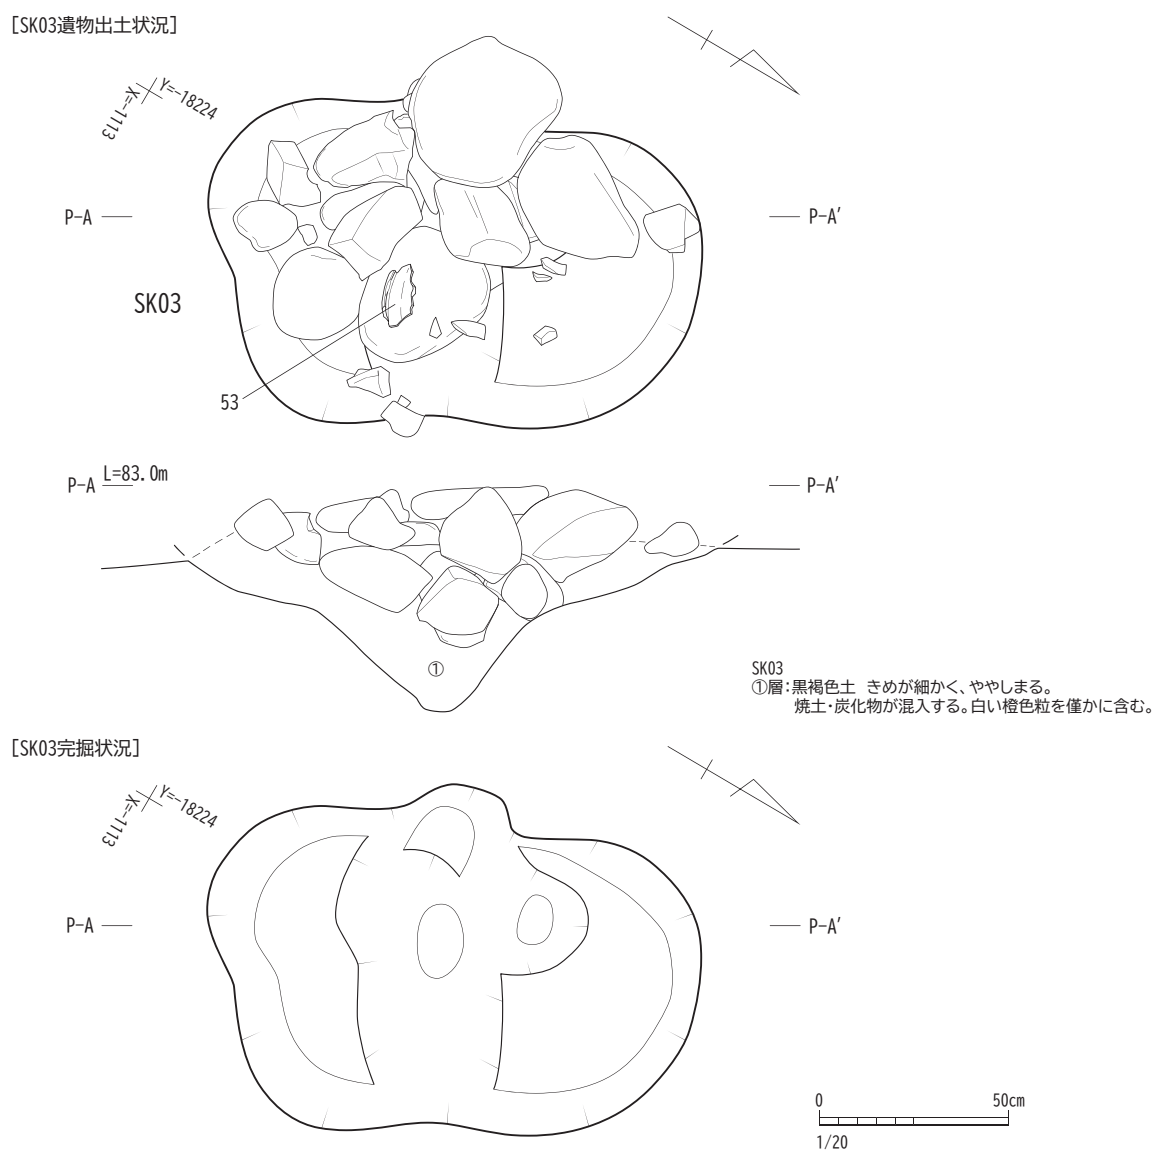 [SK03遺物出土状況]
X=-1113
Y=-18224
P-A
P-A'
SK03
53
P-A
L=83.0m
P-A'
①
SK03
①層:黒褐色土　きめが細かく、ややしまる。
焼土・炭化物が混入する。白い橙色粒を僅かに含む。
[SK03完掘状況]
X=-1113
Y=-18224
P-A
P-A'
0
50cm
1/20